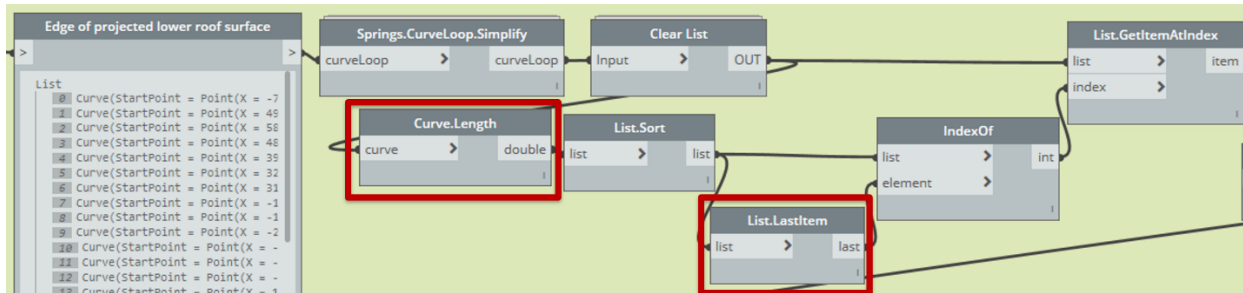 Edge of projected lower roof surface
> >
List
0 Curve(StartPoint = Point(X = -7
1 Curve(StartPoint = Point(X = 49
2 Curve(StartPoint = Point(X = 58
3 Curve(StartPoint = Point(X = 48
4 Curve(StartPoint = Point(X = 39
5 Curve(StartPoint = Point(X = 32
6 Curve(StartPoint = Point(X = 31
7 Curve(StartPoint = Point(X = -1
8 Curve(StartPoint = Point(X = -1
9 Curve(StartPoint = Point(X = -2
10 Curve(StartPoint = Point(X = -
11 Curve(StartPoint = Point(X = -
12 Curve(StartPoint = Point(X = -
13 Curve(StartPoint = Point(X = 1
Springs.CurveLoop.Simplify
curveLoop > curveLoop
Clear List
Input > OUT
Curve.Length
curve > double
List.Sort
list > list
List.LastItem
list > last
IndexOf
list > int
element >
List.GetItemAtIndex
list > item
index >